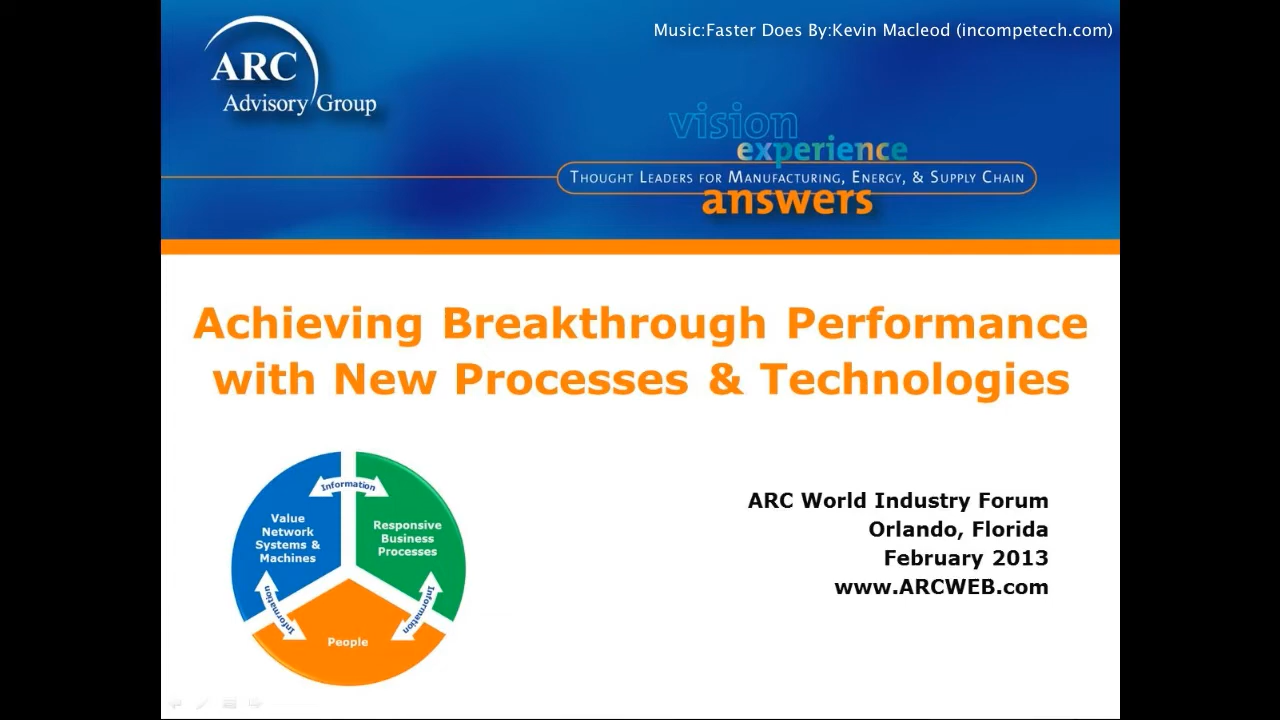 Music:Faster Does By:Kevin Macleod (incompetech.com)
ARC
Advisory Group
vision
experience
THOUGHT LEADERS FOR MANUFACTURING, ENERGY, & SUPPLY CHAIN
answers
Achieving Breakthrough Performance
with New Processes & Technologies
Information
Value
Network
Systems &
Machines
Responsive
Business
Processes
Information
Information
People
ARC World Industry Forum
Orlando, Florida
February 2013
www.ARCWEB.com